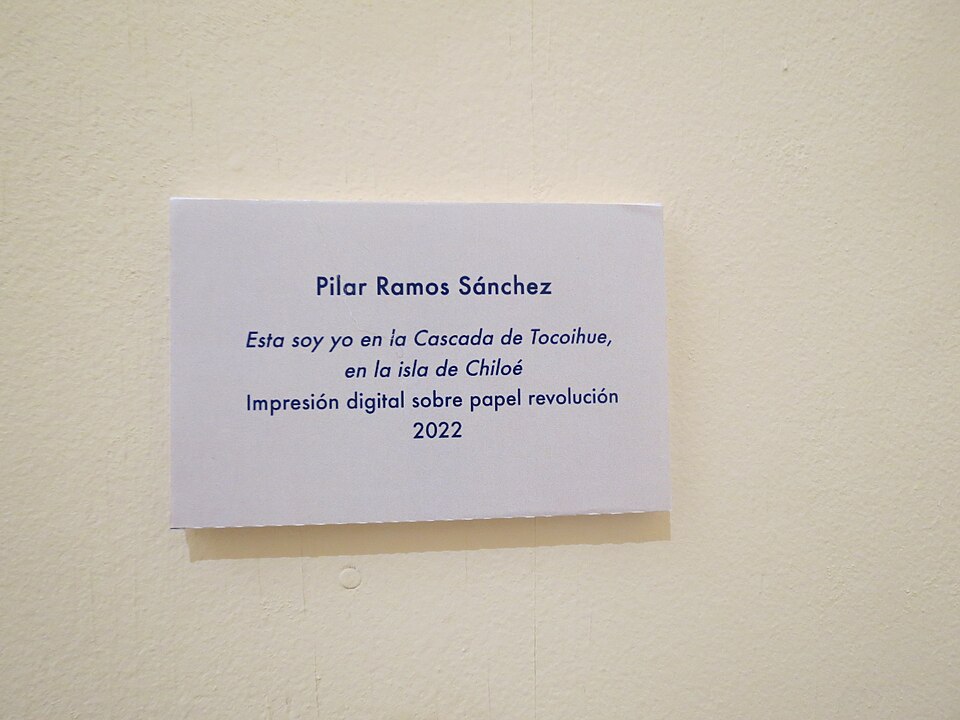 Pilar Ramos Sánchez
Esta soy yo en la Cascada de Tocoihue,
en la isla de Chiloé
Impresión digital sobre papel revolución
2022